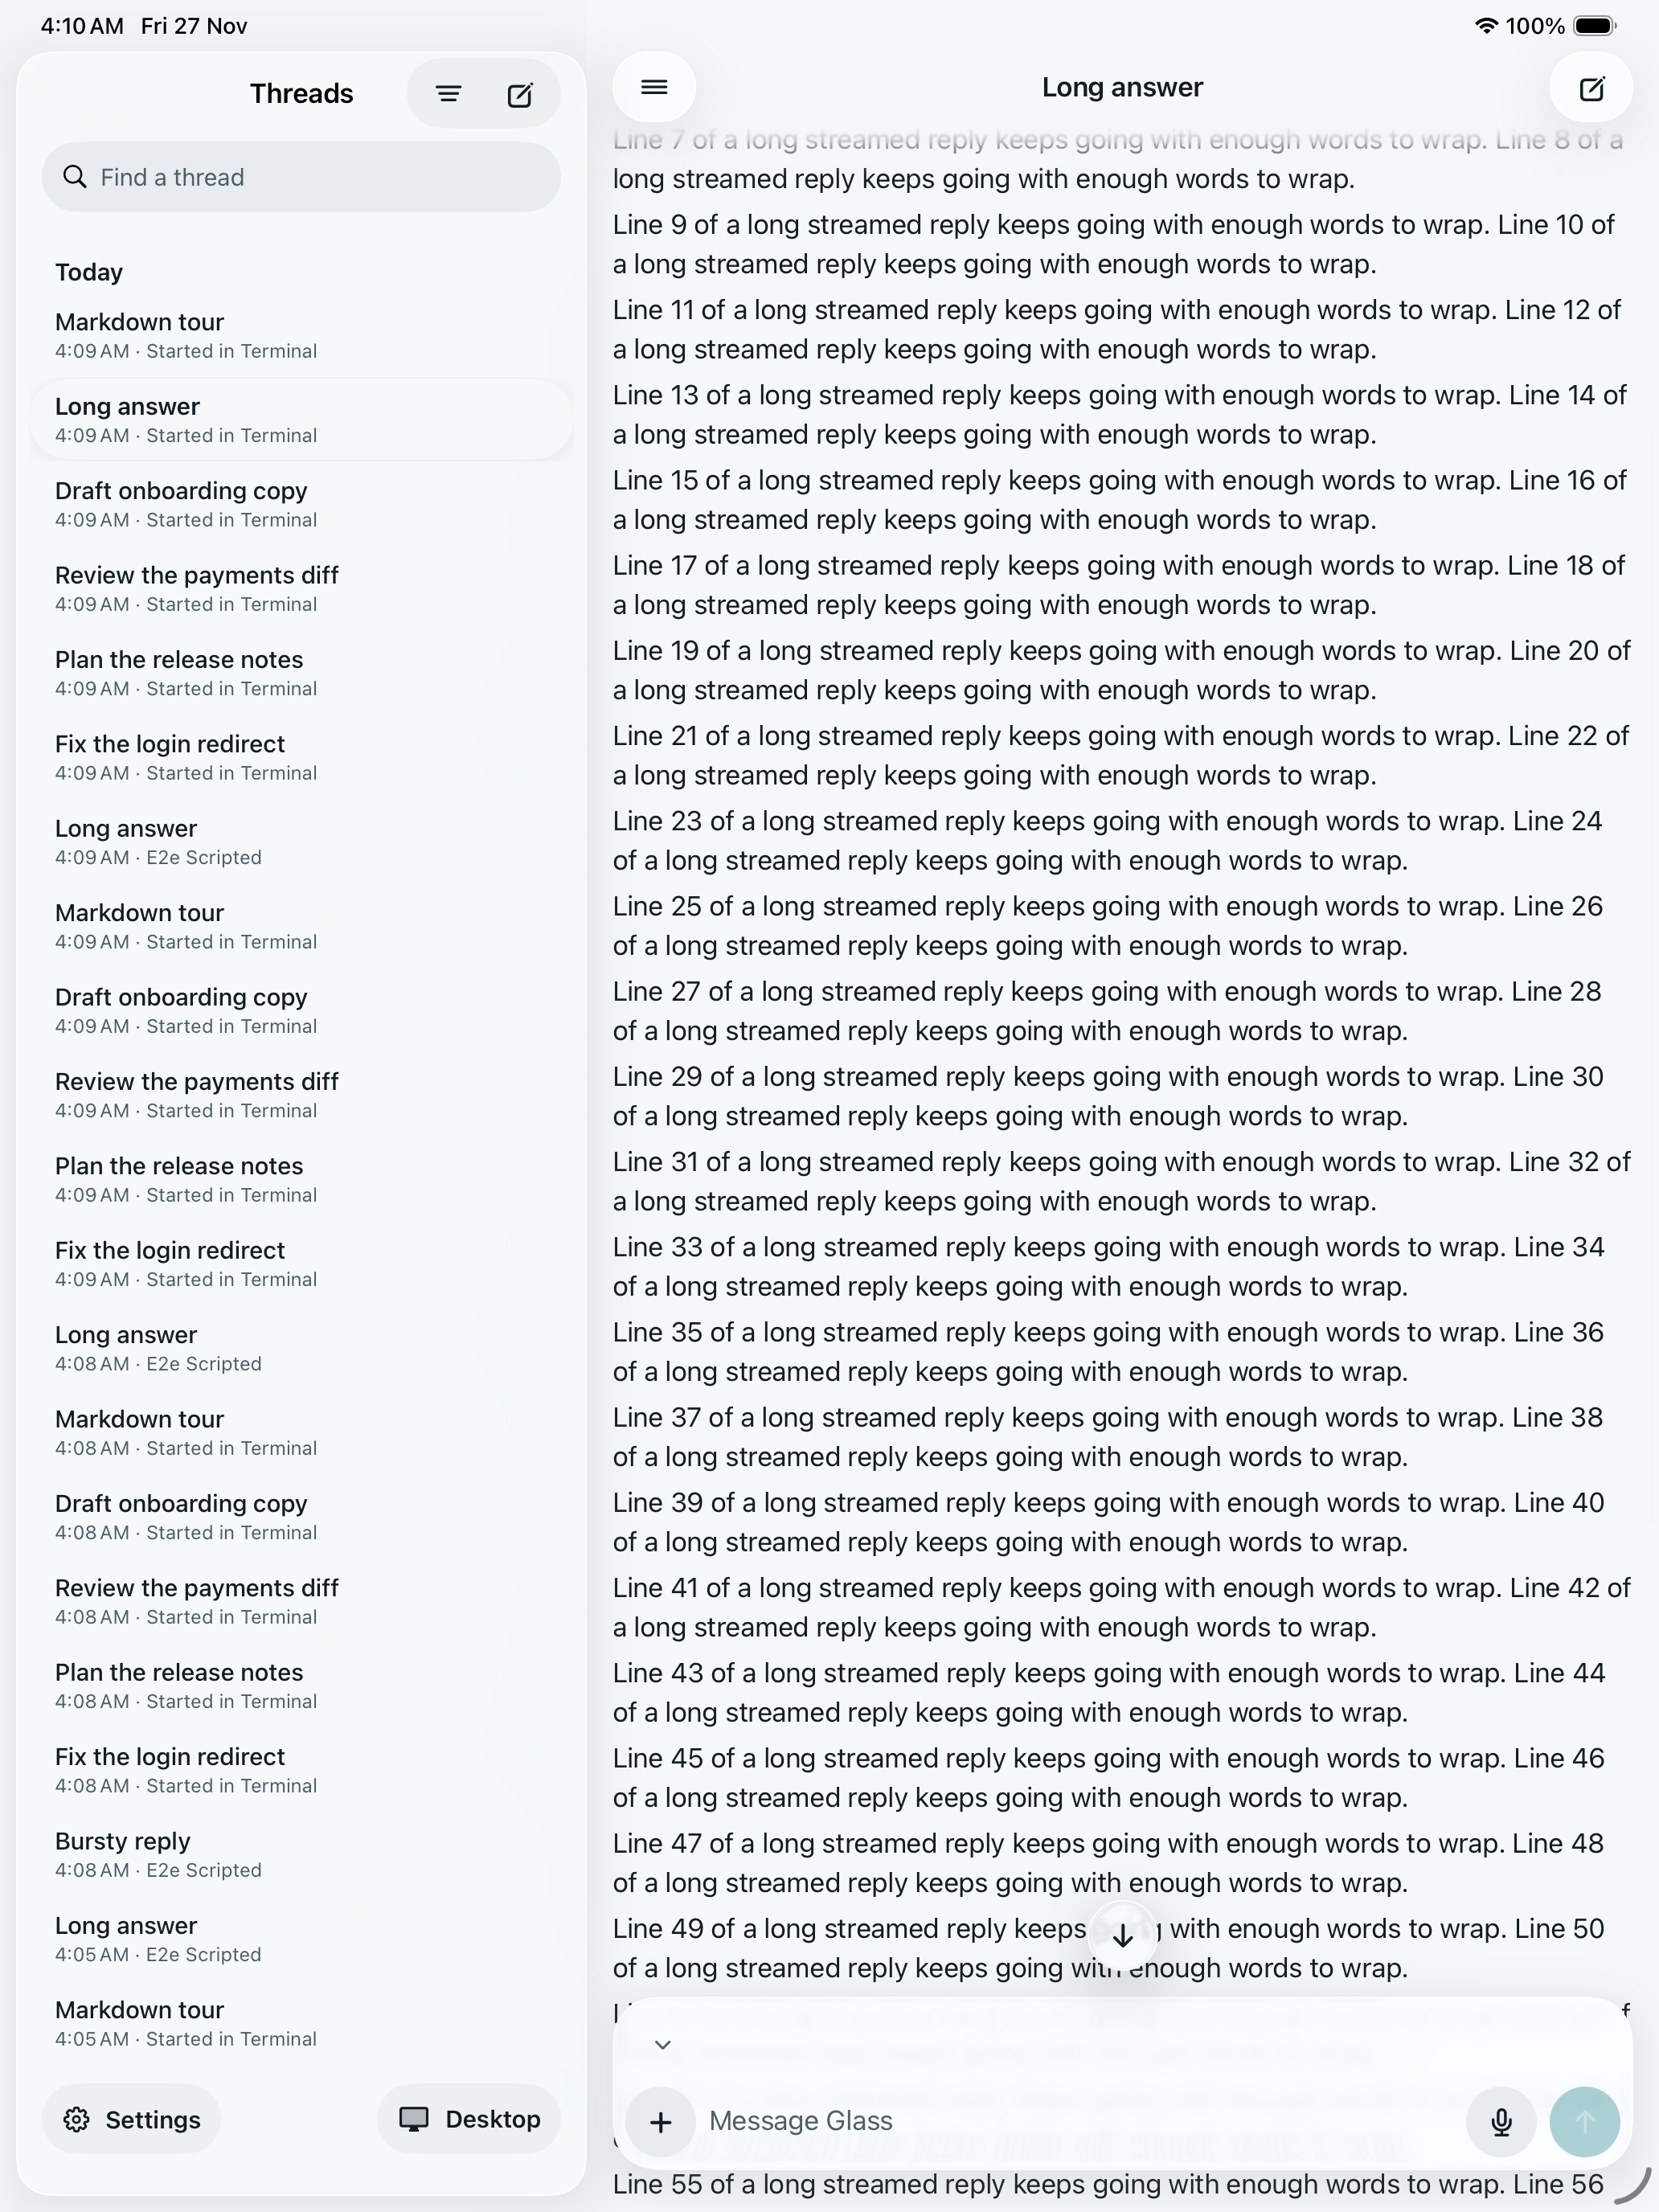 4:10 AM Fri 27 Nov
100%
Threads
Find a thread
Today
Markdown tour
4:09 AM · Started in Terminal
Long answer
4:09 AM · Started in Terminal
Draft onboarding copy
4:09 AM · Started in Terminal
Review the payments diff
4:09 AM · Started in Terminal
Plan the release notes
4:09 AM · Started in Terminal
Fix the login redirect
4:09 AM · Started in Terminal
Long answer
4:09 AM · E2e Scripted
Markdown tour
4:09 AM · Started in Terminal
Draft onboarding copy
4:09 AM · Started in Terminal
Review the payments diff
4:09 AM · Started in Terminal
Plan the release notes
4:09 AM · Started in Terminal
Fix the login redirect
4:09 AM · Started in Terminal
Long answer
4:08 AM · E2e Scripted
Markdown tour
4:08 AM · Started in Terminal
Draft onboarding copy
4:08 AM · Started in Terminal
Review the payments diff
4:08 AM · Started in Terminal
Plan the release notes
4:08 AM · Started in Terminal
Fix the login redirect
4:08 AM · Started in Terminal
Bursty reply
4:08 AM · E2e Scripted
Long answer
4:05 AM · E2e Scripted
Markdown tour
4:05 AM · Started in Terminal
Settings
Desktop
Long answer
Line 7 of a long streamed reply keeps going with enough words to wrap. Line 8 of a
long streamed reply keeps going with enough words to wrap.
Line 9 of a long streamed reply keeps going with enough words to wrap. Line 10 of
a long streamed reply keeps going with enough words to wrap.
Line 11 of a long streamed reply keeps going with enough words to wrap. Line 12 of
a long streamed reply keeps going with enough words to wrap.
Line 13 of a long streamed reply keeps going with enough words to wrap. Line 14 of
a long streamed reply keeps going with enough words to wrap.
Line 15 of a long streamed reply keeps going with enough words to wrap. Line 16 of
a long streamed reply keeps going with enough words to wrap.
Line 17 of a long streamed reply keeps going with enough words to wrap. Line 18 of
a long streamed reply keeps going with enough words to wrap.
Line 19 of a long streamed reply keeps going with enough words to wrap. Line 20 of
a long streamed reply keeps going with enough words to wrap.
Line 21 of a long streamed reply keeps going with enough words to wrap. Line 22 of
a long streamed reply keeps going with enough words to wrap.
Line 23 of a long streamed reply keeps going with enough words to wrap. Line 24
of a long streamed reply keeps going with enough words to wrap.
Line 25 of a long streamed reply keeps going with enough words to wrap. Line 26
of a long streamed reply keeps going with enough words to wrap.
Line 27 of a long streamed reply keeps going with enough words to wrap. Line 28
of a long streamed reply keeps going with enough words to wrap.
Line 29 of a long streamed reply keeps going with enough words to wrap. Line 30
of a long streamed reply keeps going with enough words to wrap.
Line 31 of a long streamed reply keeps going with enough words to wrap. Line 32 of
a long streamed reply keeps going with enough words to wrap.
Line 33 of a long streamed reply keeps going with enough words to wrap. Line 34
of a long streamed reply keeps going with enough words to wrap.
Line 35 of a long streamed reply keeps going with enough words to wrap. Line 36
of a long streamed reply keeps going with enough words to wrap.
Line 37 of a long streamed reply keeps going with enough words to wrap. Line 38
of a long streamed reply keeps going with enough words to wrap.
Line 39 of a long streamed reply keeps going with enough words to wrap. Line 40
of a long streamed reply keeps going with enough words to wrap.
Line 41 of a long streamed reply keeps going with enough words to wrap. Line 42 of
a long streamed reply keeps going with enough words to wrap.
Line 43 of a long streamed reply keeps going with enough words to wrap. Line 44
of a long streamed reply keeps going with enough words to wrap.
Line 45 of a long streamed reply keeps going with enough words to wrap. Line 46
of a long streamed reply keeps going with enough words to wrap.
Line 47 of a long streamed reply keeps going with enough words to wrap. Line 48
of a long streamed reply keeps going with enough words to wrap.
Line 49 of a long streamed reply keeps with enough words to wrap. Line 50
of a long streamed reply keeps going with enough words to wrap.
Message Glass
Line 55 of a long streamed reply keeps going with enough words to wrap. Line 56